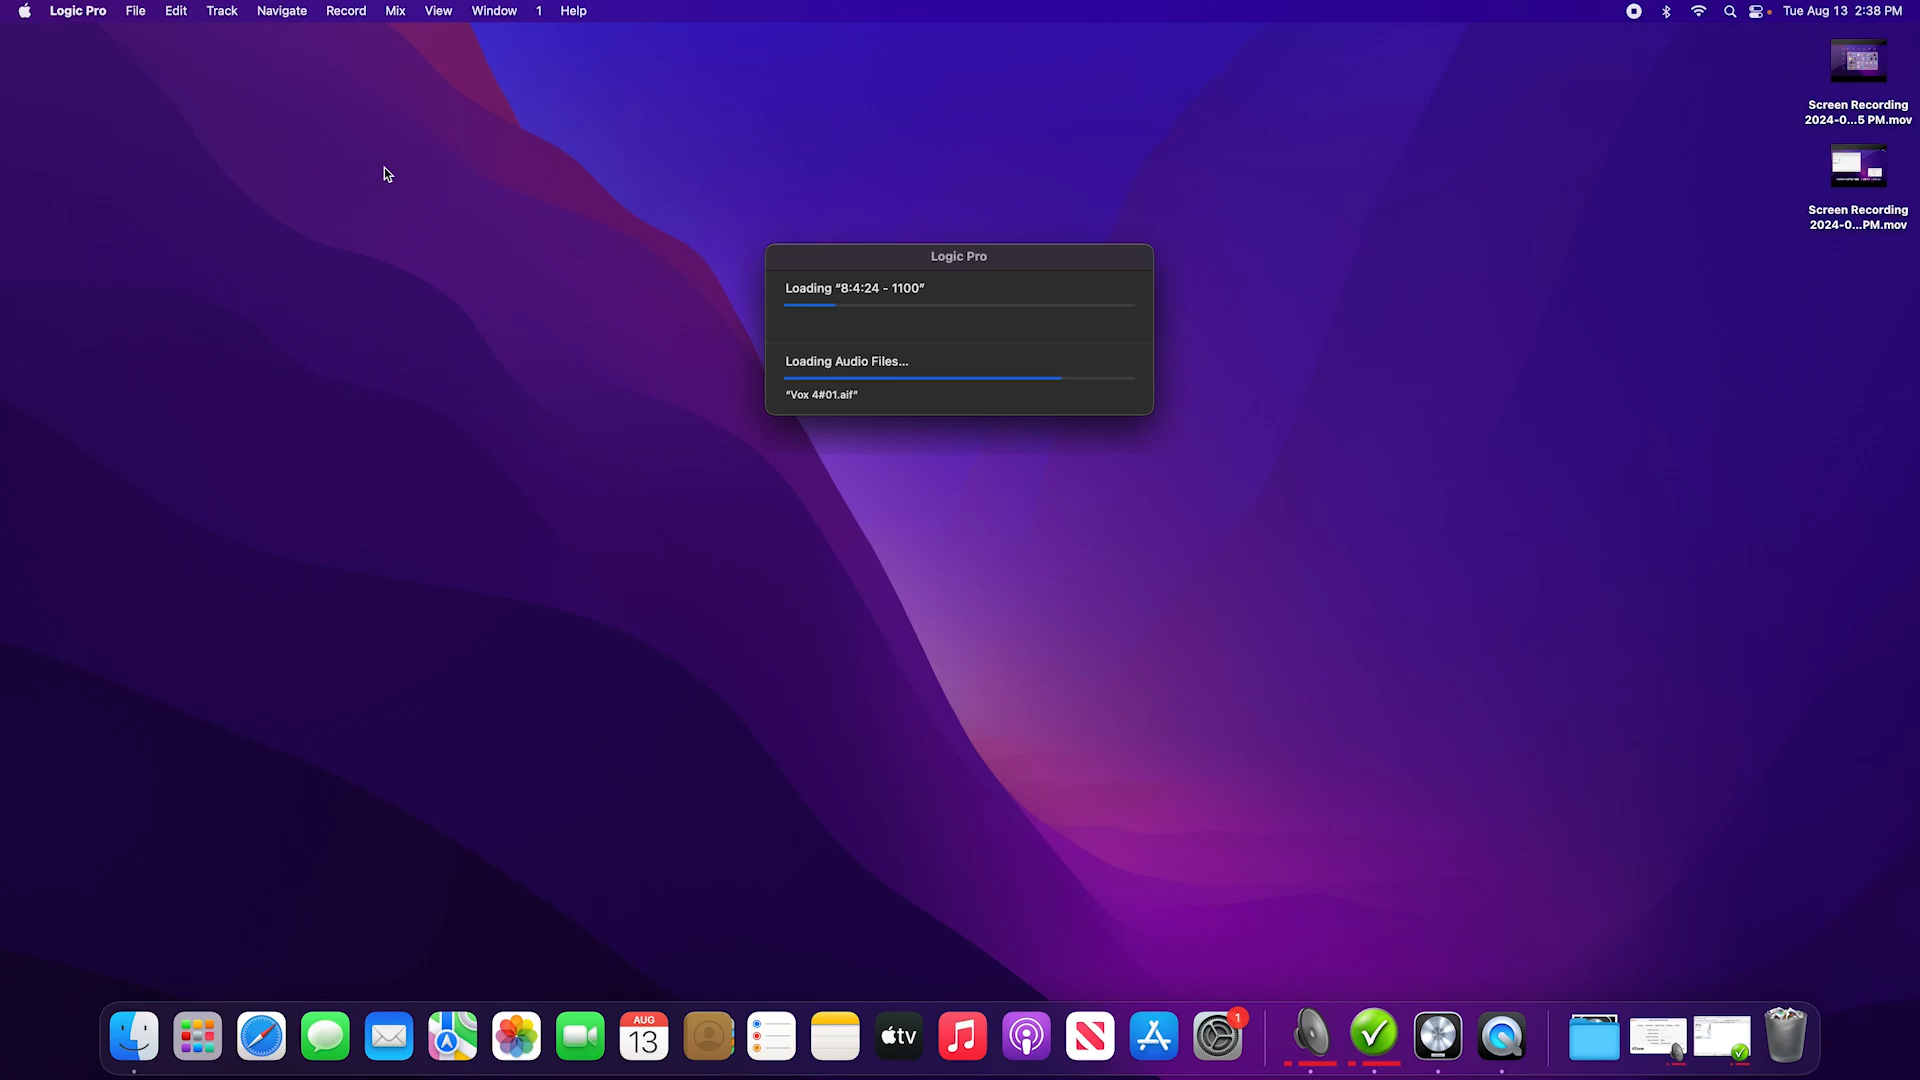 Logic Pro File Edit Track Navigate Record Mix View Window 1 Help Tue Aug 13 2:38 PM
Screen Recording
2024-0...5 PM.mov
Screen Recording
2024-0...PM.mov
Logic Pro
Loading "8:4:24 - 1100"
Loading Audio Files...
"Vox 4#01.aif"
AUG
13
tv
1